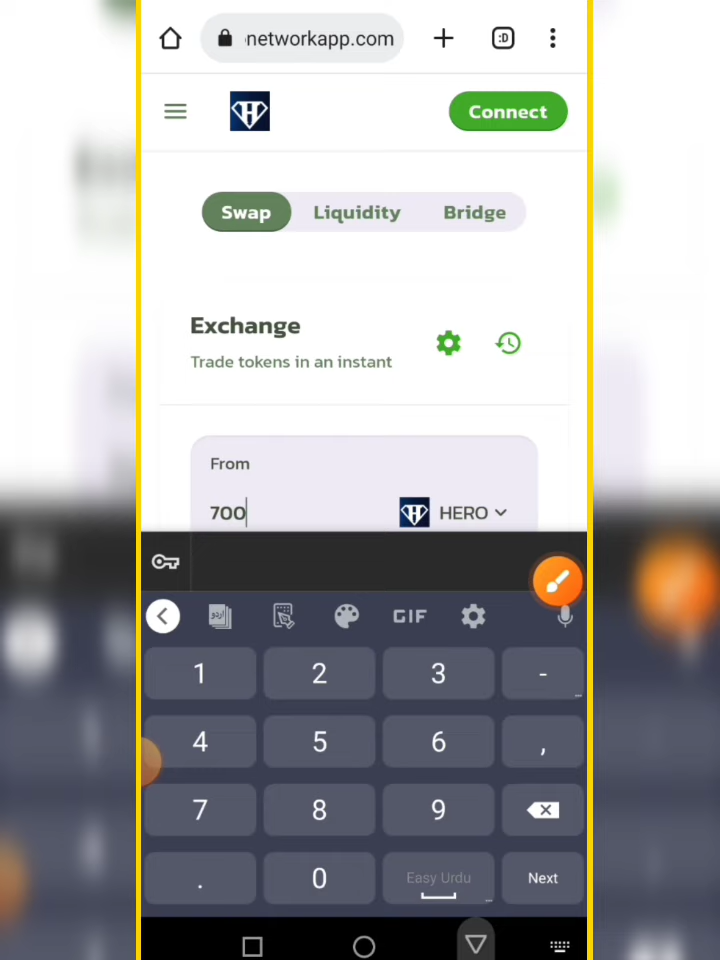 networkapp.com
:D
Connect
Swap
Liquidity
Bridge
Exchange
Trade tokens in an instant
From
700
HERO
اردو
GIF
1 2 3 -
4 5 6 ,
7 8 9
. 0 Easy Urdu Next